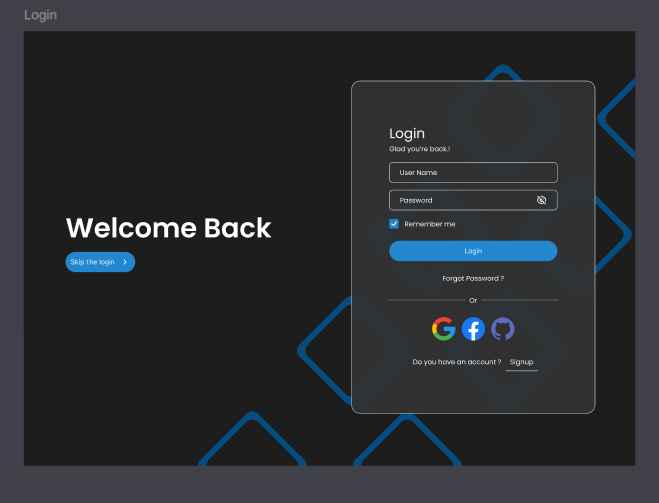 Login
Welcome Back
Skip the login
Login
Glad you're back.!
User Name
Password
Remember me
Login
Forgot Password ?
Or
Do you have an account ? Signup